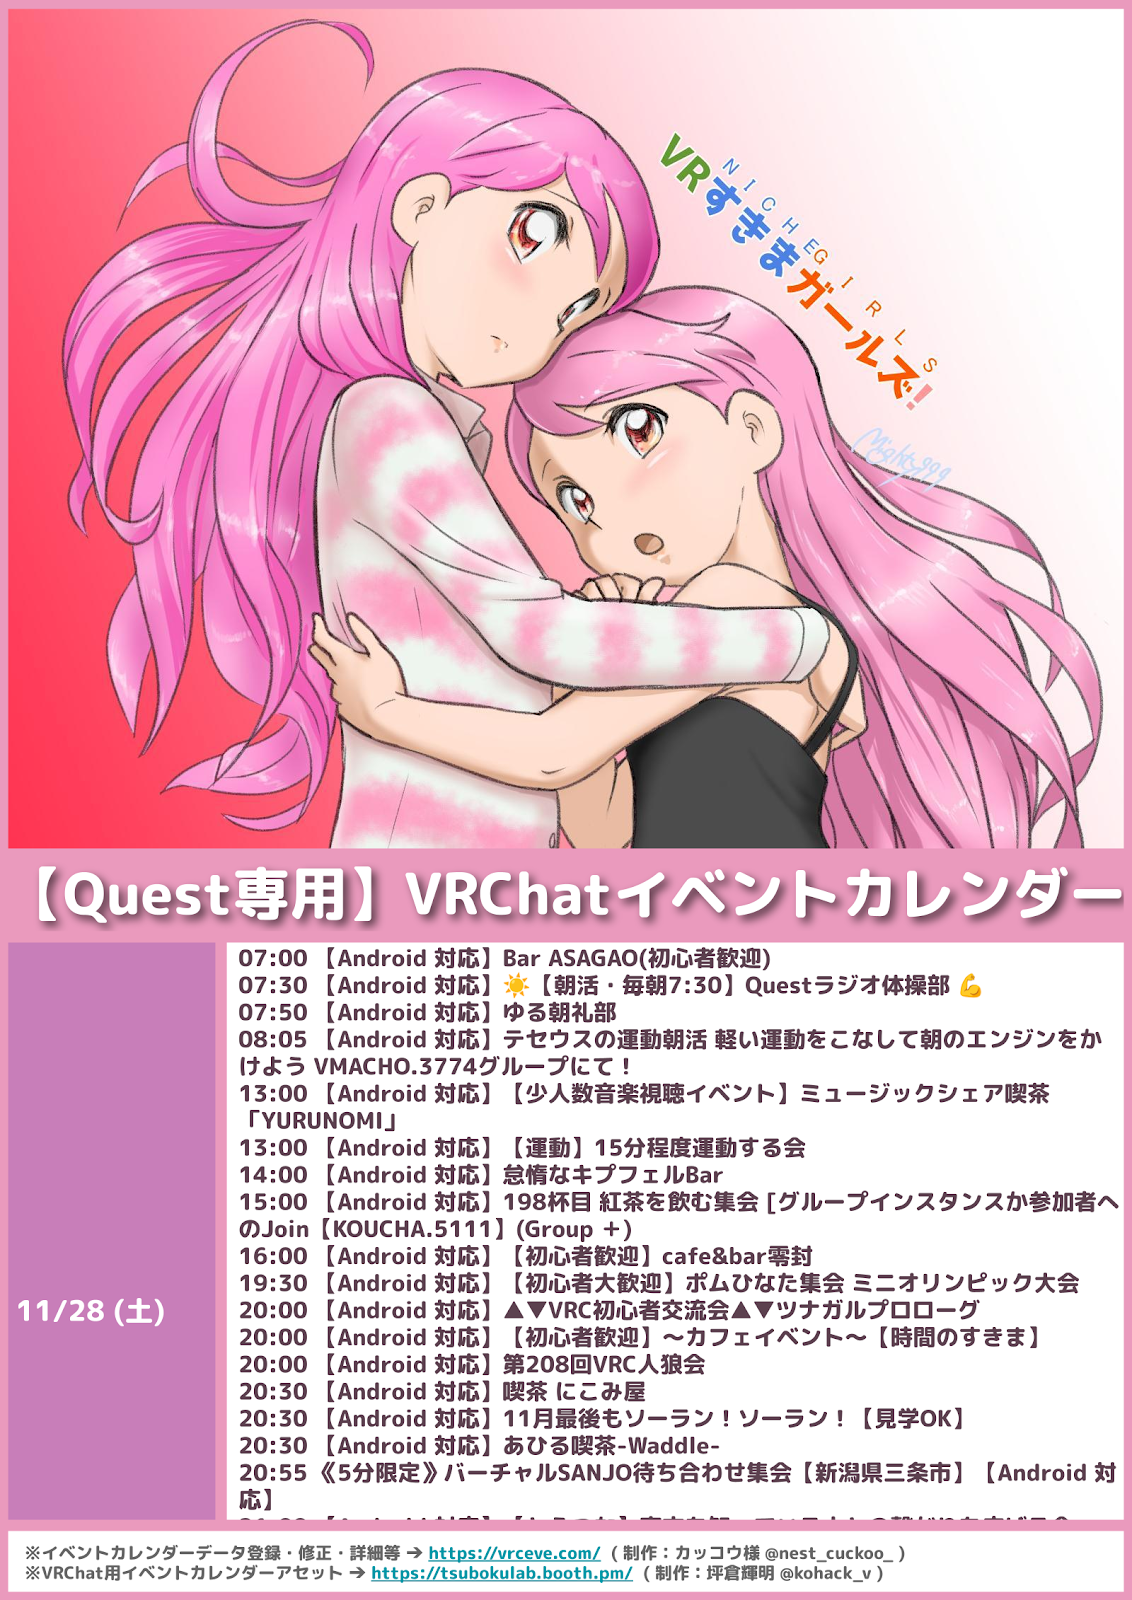 NICHE GIRLS
VRすきまガールズ!
Mighty999
【Quest専用】VRChatイベントカレンダー
11/28 (土)
07:00 【Android 対応】Bar ASAGAO(初心者歓迎)
07:30 【Android 対応】☀️【朝活・毎朝7:30】Questラジオ体操部 💪
07:50 【Android 対応】ゆる朝礼部
08:05 【Android 対応】テセウスの運動朝活 軽い運動をこなして朝のエンジンをか
けよう VMACHO.3774グループにて！
13:00 【Android 対応】【少人数音楽視聴イベント】ミュージックシェア喫茶
「YURUNOMI」
13:00 【Android 対応】【運動】15分程度運動する会
14:00 【Android 対応】怠惰なキプフェルBar
15:00 【Android 対応】198杯目 紅茶を飲む集会 [グループインスタンスか参加者へ
のJoin【KOUCHA.5111】(Group ＋)
16:00 【Android 対応】【初心者歓迎】cafe&bar零封
19:30 【Android 対応】【初心者大歓迎】ポムひなた集会 ミニオリンピック大会
20:00 【Android 対応】▲▼VRC初心者交流会▲▼ツナガルプロローグ
20:00 【Android 対応】【初心者歓迎】～カフェイベント～【時間のすきま】
20:00 【Android 対応】第208回VRC人狼会
20:30 【Android 対応】喫茶 にこみ屋
20:30 【Android 対応】11月最後もソーラン！ソーラン！【見学OK】
20:30 【Android 対応】あひる喫茶-Waddle-
20:55 《5分限定》バーチャルSANJO待ち合わせ集会【新潟県三条市】【Android 対
応】
※イベントカレンダーデータ登録・修正・詳細等 ➔ https://vrceve.com/ ( 制作：カッコウ様 @nest_cuckoo_ )
※VRChat用イベントカレンダーアセット ➔ https://tsubokulab.booth.pm/ ( 制作：坪倉輝明 @kohack_v )